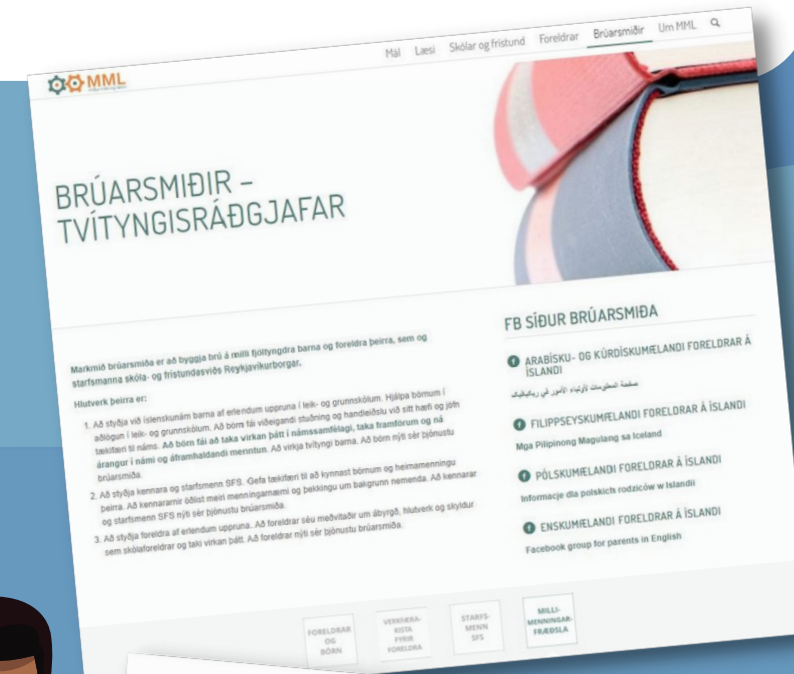 MML
Mál Læsi Skólar og frístund Foreldrar Brúarsmiðir Um MML
BRÚARSMIÐIR –
TVÍTYNGISRÁÐGJAFAR
Markmið brúarsmiða er að byggja brú á milli fjöltyngdra barna og foreldra þeirra, sem og
starfsmanna skóla- og frístundasviðs Reykjavíkurborgar.
Hlutverk þeirra er:
1. Að styðja við íslenskunám barna af erlendum uppruna í leik- og grunnskólum. Hjálpa börnum í
aðlögun í leik- og grunnskólum. Að börn fái viðeigandi stuðning og handleiðslu við sitt hæfi og jöfn
tækifæri til náms. Að börn fái að taka virkan þátt í námssamfélagi, taka framförum og ná
árangur í námi og áframhaldandi menntun. Að virkja tvítyngi barna. Að börn nýti sér þjónustu
brúarsmiða.
2. Að styðja kennara og starfsmenn SFS. Gefa tækifæri til að kynnast börnum og heimamenningu
þeirra. Að kennararnir öðlist meiri menningarnæmi og þekkingu um bakgrunn nemenda. Að kennarar
og starfsmenn SFS nýti sér þjónustu brúarsmiða.
3. Að styðja foreldra af erlendum uppruna. Að foreldrar séu meðvitaðir um ábyrgð, hlutverk og skyldur
sem skólaforeldrar og taki virkan þátt. Að foreldrar nýti sér þjónustu brúarsmiða.
FB SÍÐUR BRÚARSMIÐA
ARABÍSKU- OG KÚRDÍSKUMÆLANDI FORELDRAR Á
ÍSLANDI
صفحة المعلومات لأولياء الأمور في ريكيافيك
FILIPPSEYSKUMÆLANDI FORELDRAR Á ÍSLANDI
Mga Pilipinong Magulang sa Iceland
PÓLSKUMÆLANDI FORELDRAR Á ÍSLANDI
Informacje dla polskich rodziców w Islandii
ENSKUMÆLANDI FORELDRAR Á ÍSLANDI
Facebook group for parents in English
FORELDRAR
OG
BÖRN
VERKFÆRA-
KISTA
FYRIR
FORELDRA
STARFS-
MENN
SFS
MILLI-
MENNINGAR-
FRÆÐSLA